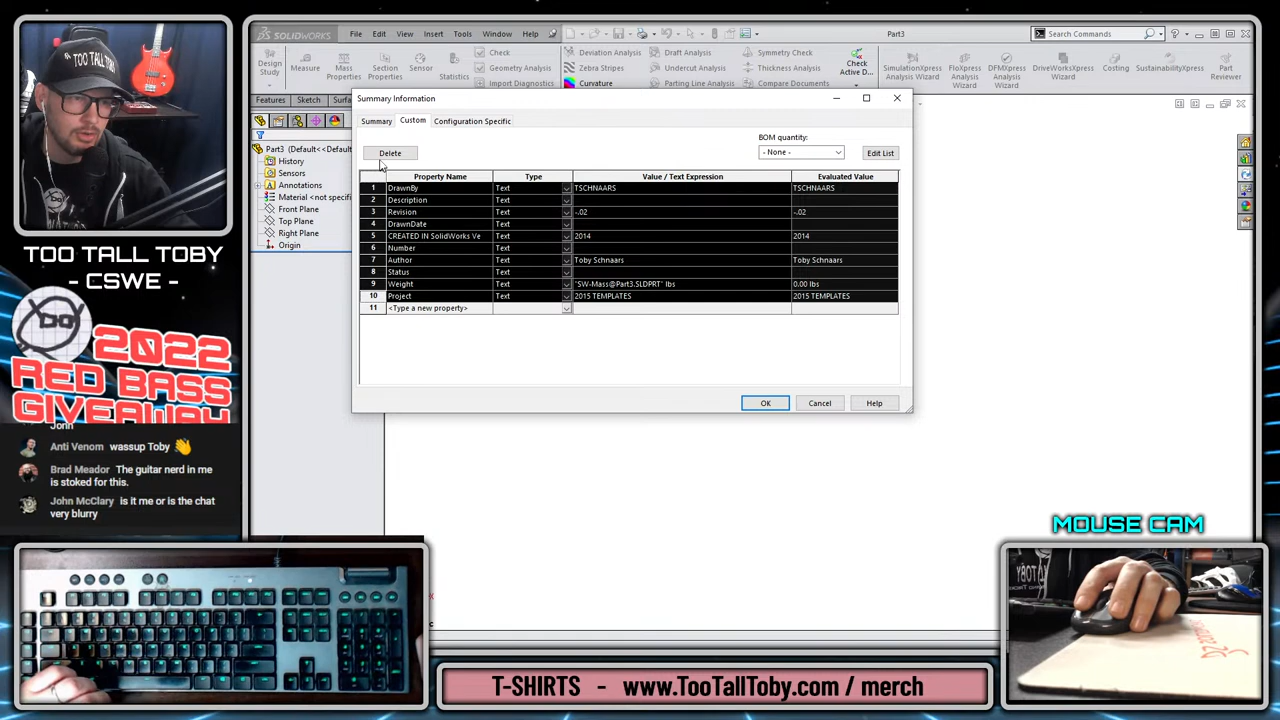 TOO TALL TOBY
TOO TALL TOBY
- CSWE -
2022
RED BASS
GIVEAWAY
John
Anti Venom wassup Toby 👋
Brad Meador The guitar nerd in me
is stoked for this.
John McClary is it me or is the chat
very blurry
SOLIDWORKS
File
Edit
View
Insert
Tools
Window
Help
Part3
Search Commands
Design
Study
Measure
Mass
Properties
Section
Properties
Sensor
Statistics
Check
Geometry Analysis
Import Diagnostics
Deviation Analysis
Zebra Stripes
Curvature
Draft Analysis
Undercut Analysis
Parting Line Analysis
Symmetry Check
Thickness Analysis
Compare Documents
Check
Active D...
SimulationXpress
Analysis Wizard
FloXpress
Analysis
Wizard
DFMXpress
Analysis
Wizard
DriveWorksXpress
Wizard
Costing
SustainabilityXpress
Part
Reviewer
Features
Sketch
Surfa
Part3 (Default<<Defau
History
Sensors
Annotations
Material <not specifi
Front Plane
Top Plane
Right Plane
Origin
Summary Information
Summary
Custom
Configuration Specific
BOM quantity:
Delete
- None -
Edit List
Property Name Type Value / Text Expression Evaluated Value
1 DrawnBy Text TSCHNAARS TSCHNAARS
2 Description Text
3 Revision Text -.02 -.02
4 DrawnDate Text
5 CREATED IN SolidWorks Ve Text 2014 2014
6 Number Text
7 Author Text Toby Schnaars Toby Schnaars
8 Status Text
9 Weight Text "SW-Mass@Part3.SLDPRT" lbs 0.00 lbs
10 Project Text 2015 TEMPLATES 2015 TEMPLATES
11 <Type a new property>
OK
Cancel
Help
MOUSE CAM
T-SHIRTS - www.TooTallToby.com / merch